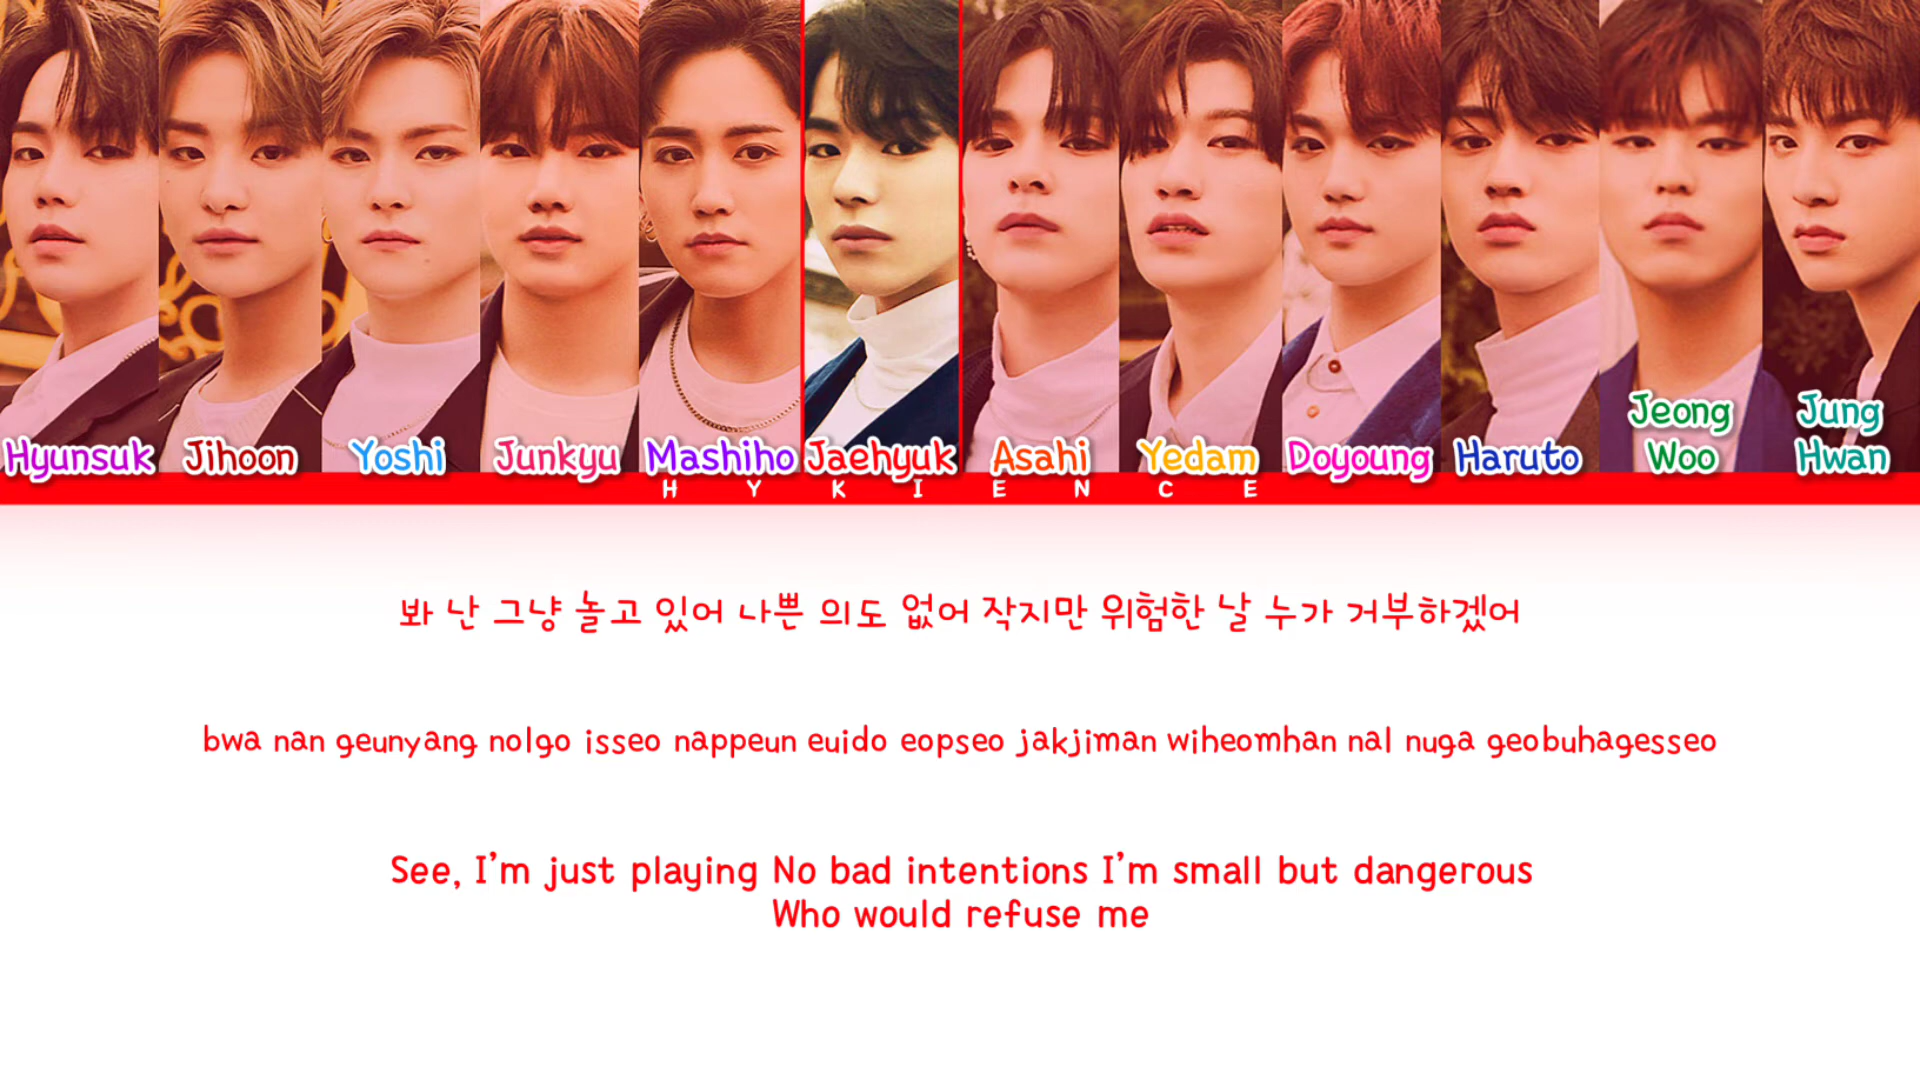 Hyunsuk Jihoon Yoshi Junkyu Mashiho Jaehyuk Asahi Yedam Doyoung Haruto Jeong Woo Jung Hwan
HYKIENCE
봐 난 그냥 놀고 있어 나쁜 의도 없어 작지만 위험한 날 누가 거부하겠어
bwa nan geunyang nolgo isseo nappeun euido eopseo jakjiman wiheomhan nal nuga geobuhagesseo
See, I'm just playing No bad intentions I'm small but dangerous
Who would refuse me